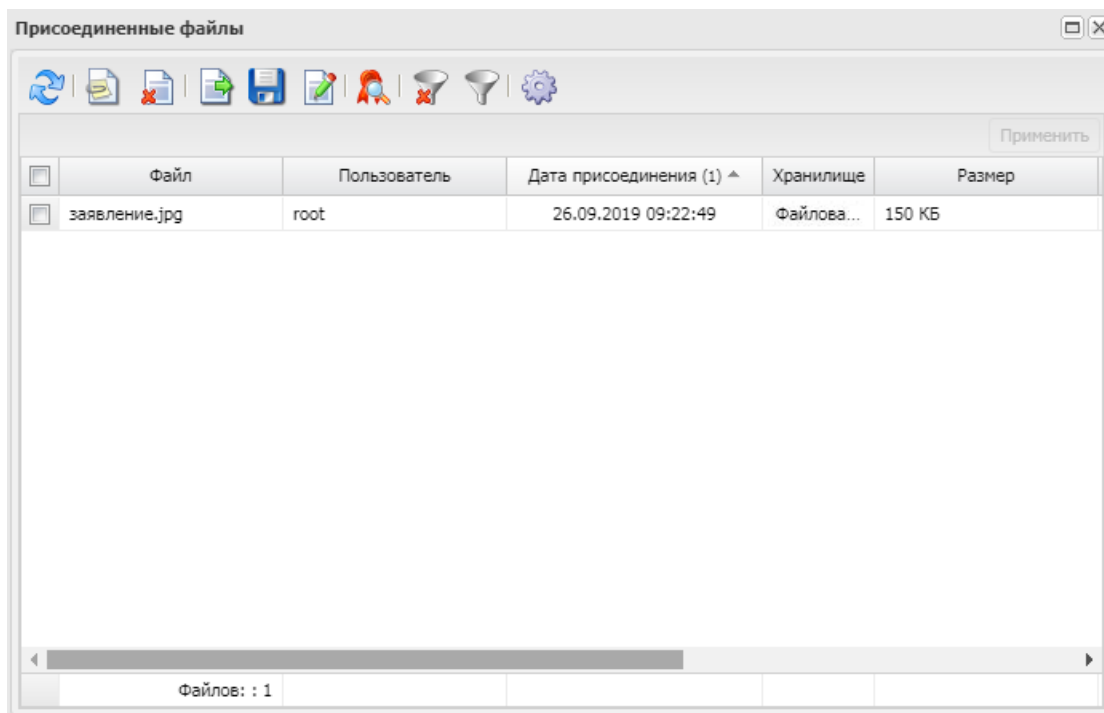 Присоединенные файлы
Применить
Файл Пользователь Дата присоединения (1) Хранилище Размер
заявление.jpg root 26.09.2019 09:22:49 Файлова... 150 КБ
Файлов: : 1